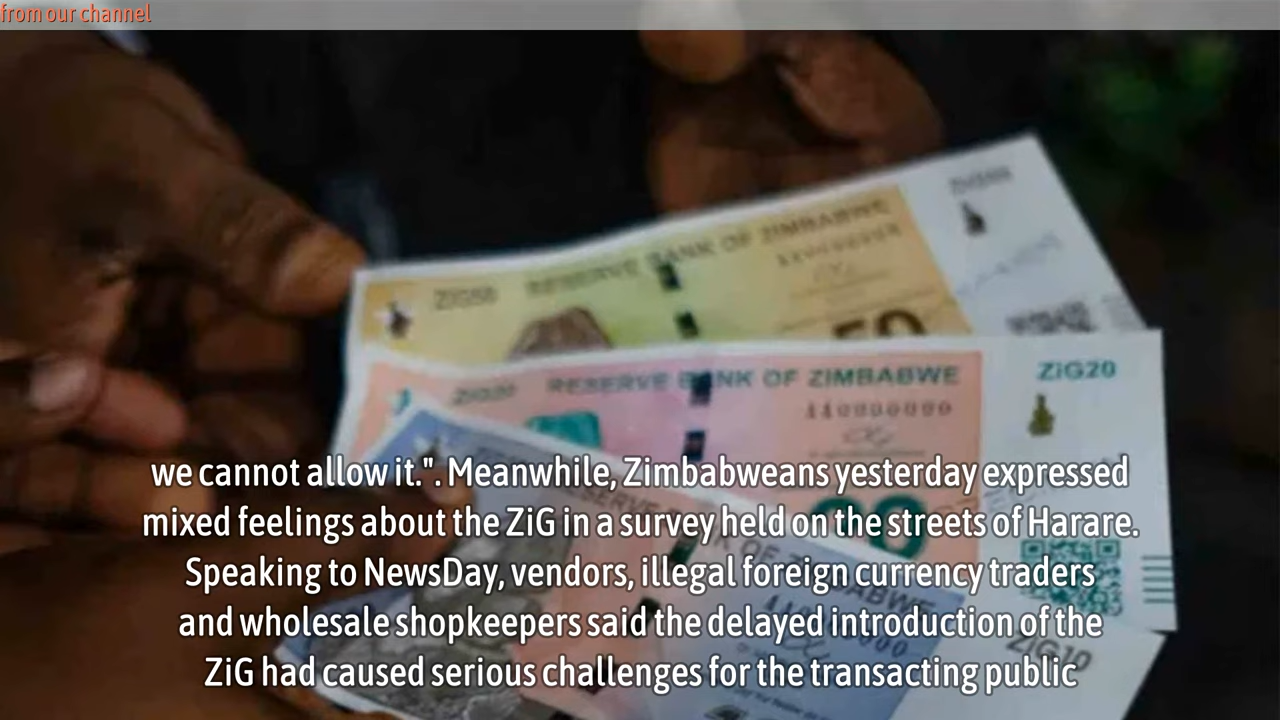 from our channel
ZiG50
RESERVE BANK OF ZIMBABWE
50
ZiG20
RESERVE BANK OF ZIMBABWE
AA0000000
ZiG20
we cannot allow it.". Meanwhile, Zimbabweans yesterday expressed
mixed feelings about the ZiG in a survey held on the streets of Harare.
Speaking to NewsDay, vendors, illegal foreign currency traders
and wholesale shopkeepers said the delayed introduction of the
ZiG had caused serious challenges for the transacting public
ZiG10